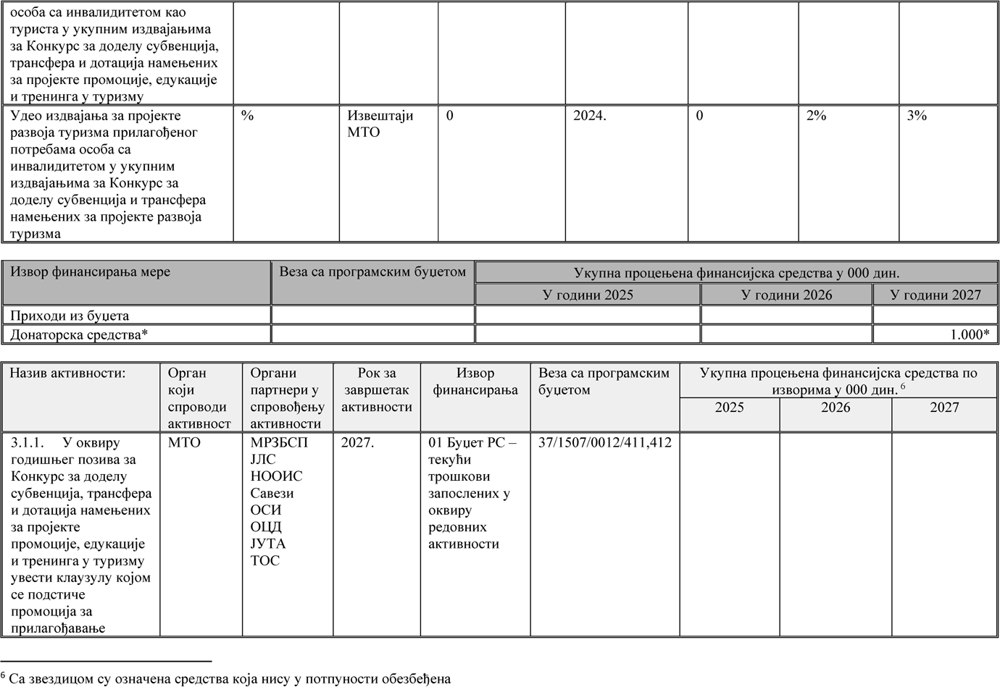 особа са инвалидитетом као
туриста у укупним издвајањима
за Конкурс за доделу субвенција,
трансфера и дотација намењених
за пројекте промоције, едукације
и тренинга у туризму
Удео издвајања за пројекте
развоја туризма прилагођеног
потребама особа са
инвалидитетом у укупним
издвајањима за Конкурс за
доделу субвенција и трансфера
намењених за пројекте развоја
туризма
%
Извештаји
МТО
0
2024.
0
2%
3%
Извор финансирања мере
Веза са програмским буџетом
Укупна процењена финансијска средства у 000 дин.
У години 2025
У години 2026
У години 2027
Приходи из буџета
Донаторска средства*
1.000*
Назив активности:
Орган
који
спроводи
активност
Органи
партнери у
спровођењу
активности
Рок за
завршетак
активности
Извор
финансирања
Веза са програмским
буџетом
Укупна процењена финансијска средства по
изворима у 000 дин. 6
2025
2026
2027
3.1.1. У оквиру
годишњег позива за
Конкурс за доделу
субвенција, трансфера
и дотација намењених
за пројекте
промоције, едукације
и тренинга у туризму
увести клаузулу којом
се подстиче
промоција за
прилагођавање
МТО
МРЗБСП
ЈЛС
НООИС
Савези
ОСИ
ОЦД
ЈУТА
ТОС
2027.
01 Буџет РС –
текући
трошкови
запослених у
оквиру
редовних
активности
37/1507/0012/411,412
6 Са звездицом су означена средства која нису у потпуности обезбеђена